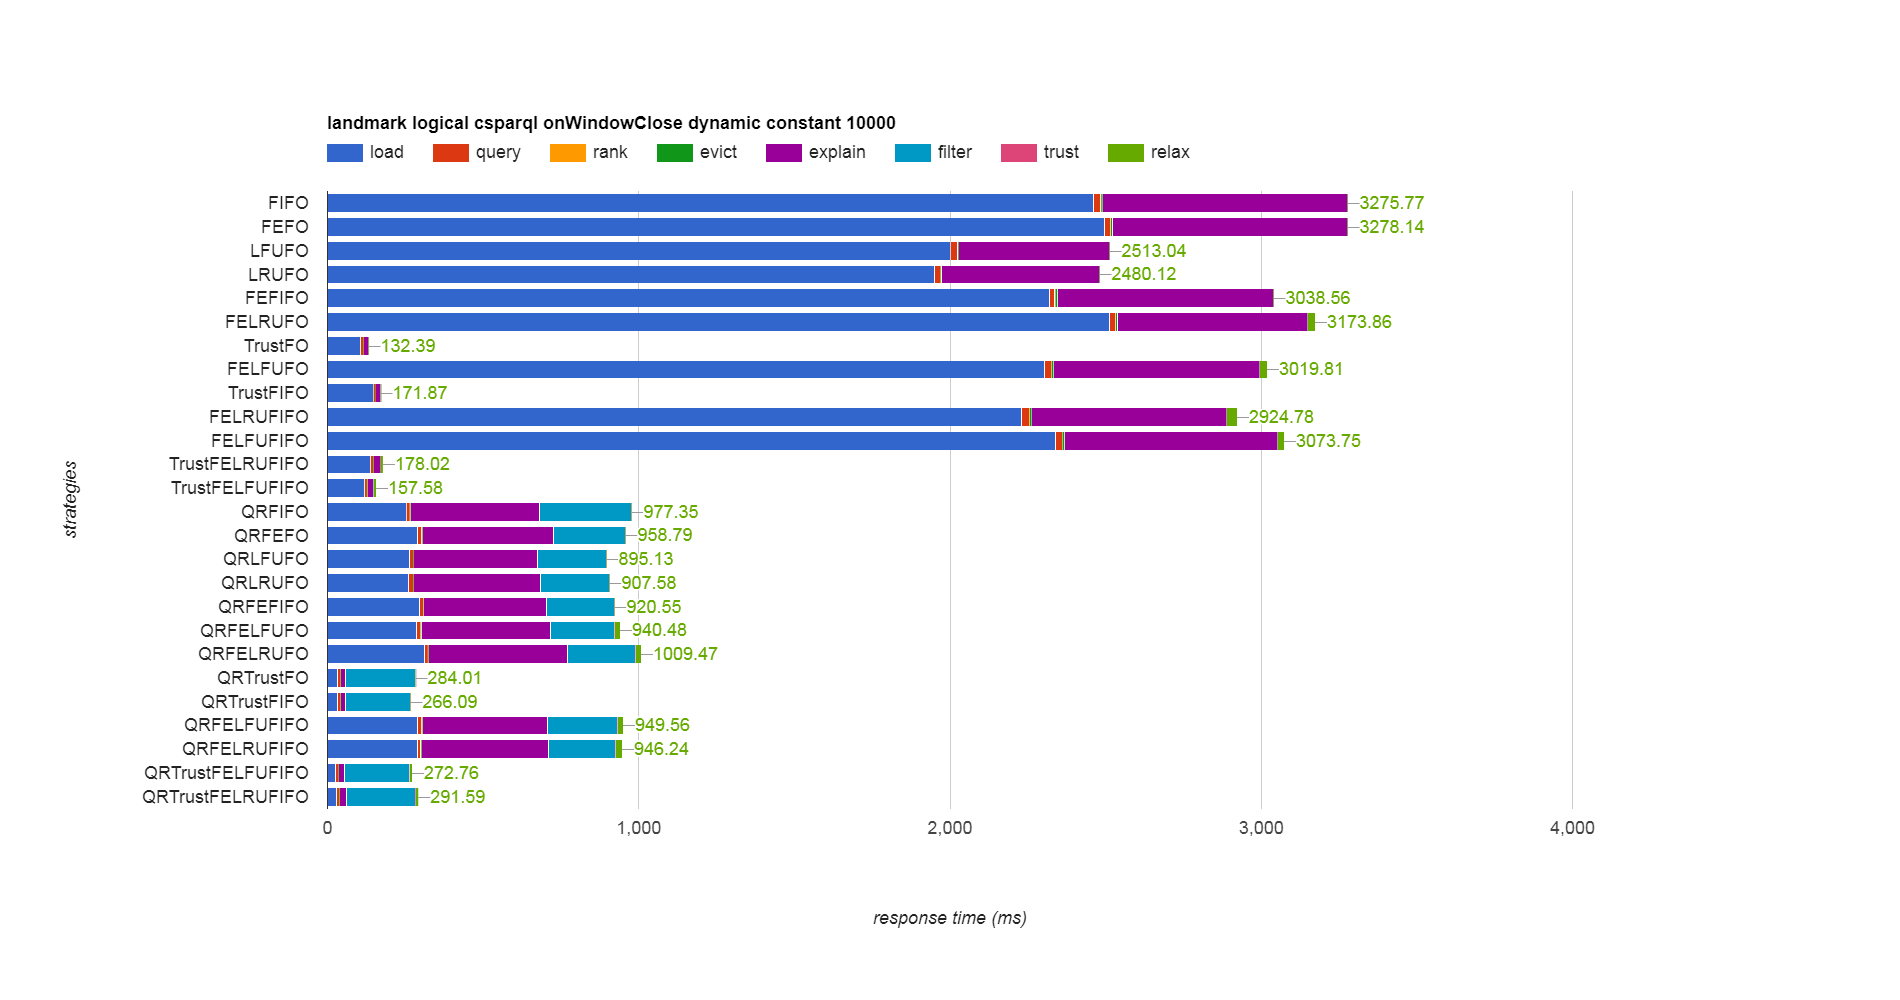 landmark logical csparql onWindowClose dynamic constant 10000
load query rank evict explain filter trust relax
FIFO 3275.77
FEFO 3278.14
LFUFO 2513.04
LRUFO 2480.12
FEFIFO 3038.56
FELRUFO 3173.86
TrustFO 132.39
FELFUFO 3019.81
TrustFIFO 171.87
FELRUFIFO 2924.78
FELFUFIFO 3073.75
TrustFELRUFIFO 178.02
TrustFELFUFIFO 157.58
QRFIFO 977.35
QRFEFO 958.79
QRLFUFO 895.13
QRLRUFO 907.58
QRFEFIFO 920.55
QRFELFUFO 940.48
QRFELRUFO 1009.47
QRTrustFO 284.01
QRTrustFIFO 266.09
QRFELFUFIFO 949.56
QRFELRUFIFO 946.24
QRTrustFELFUFIFO 272.76
QRTrustFELRUFIFO 291.59
strategies
0 1,000 2,000 3,000 4,000
response time (ms)